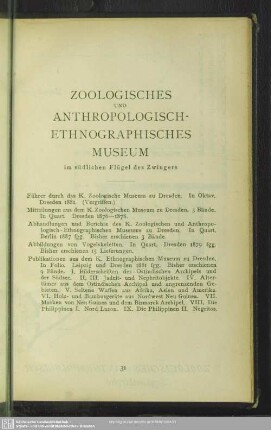 ZOOLOGISCHES
UND
ANTHROPOLOGISCH-
ETHNOGRAPHISCHES
MUSEUM
im südlichen Flügel des Zwingers
Führer durch das K. Zoologische Museum zu Dresden. In Oktav.
Dresden 1881. (Vergriffen.)
Mitteilungen aus dem K. Zoologischen Museum zu Dresden. 3 Bände.
In Quart. Dresden 1875—1878.
Abhandlungen und Berichte des K. Zoologischen und Anthropo-
logisch-Ethnographischen Museums zu Dresden. In Quart.
Berlin 1887 fgg. Bisher erschienen Bände.
Abbildungen von Vogelskeletten. In Quart. Dresden 1879 fgg.
Bisher erschienen 15 Lieferungen.
Publikationen aus dem K. Ethnographischen Museum zu Dresden.
In Folio. Leipzig und Dresden 1881 fgg. Bisher erschienen
9 Bände. I. Bilderschriften des Ostindischen Archipels und
der Südsee. II. III. Jadeit- und Nephritobjekte. IV. Alter-
tümer aus dem Ostindischen Archipel und angrenzenden Ge-
bieten. V. Seltene Waffen aus Afrika, Asien und Amerika.
VI. Holz- und Bambusgeräte aus Nordwest Neu Guinea. VII.
Masken von Neu Guinea und dem Bismarck Archipel. VIII. Die
Philippinen I. Nord-Luzon. IX. Die Philippinen II. Negritos.
31